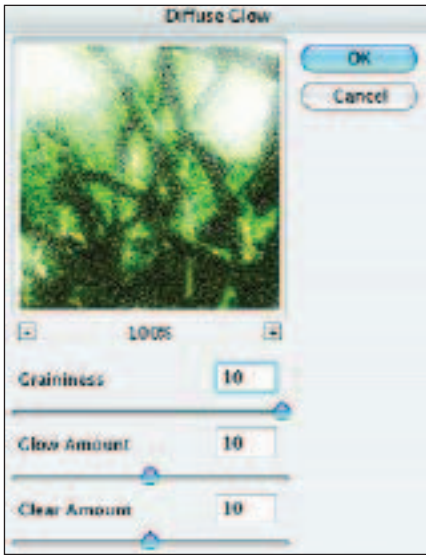 Diffuse Glow
OK
Cancel
- 100% +
Graininess 10
Glow Amount 10
Clear Amount 10